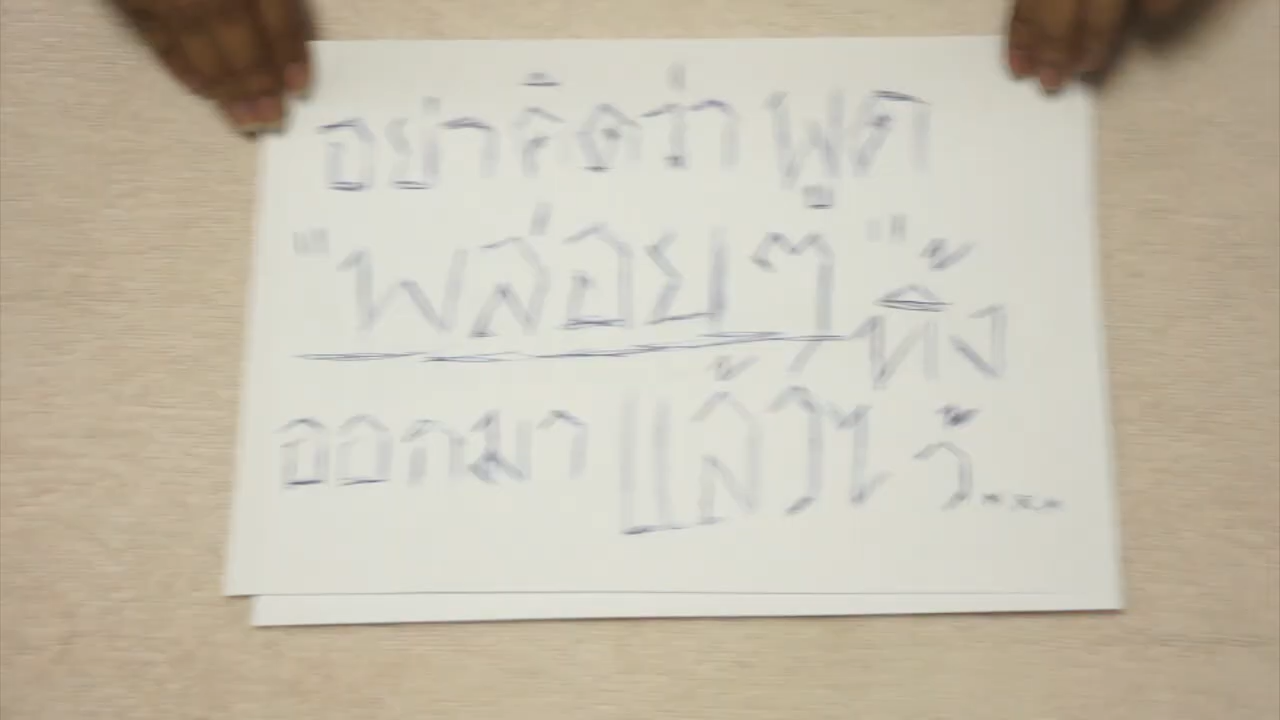 อย่าคิดว่า พูด
"พล่อย ๆ" ทิ้ง
ออกมา แล้วไว้...